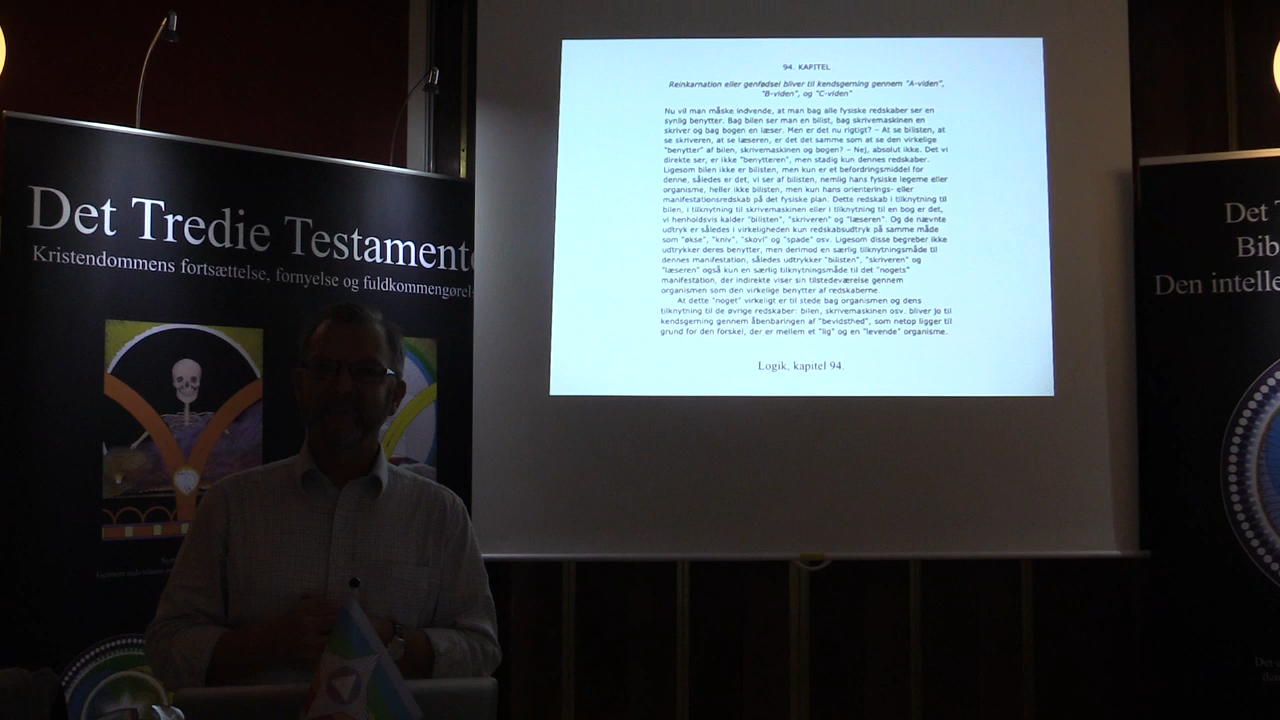 Det Tredie Testamente
Kristendommens fortsættelse, fornyelse og fuldkommengørel-
94. KAPITEL
Reinkarnation eller genfødsel bliver til kendsgerning gennem "A-viden",
"B-viden", og "C-viden"
Nu vil man måske indvende, at man bag alle fysiske redskaber ser en
synlig benytter. Bag bilen ser man en bilist, bag skrivemaskinen en
skriver og bag bogen en læser. Men er det nu rigtigt? – At se bilisten, at
se skriveren, at se læseren, er det det samme som at se den virkelige
"benytter" af bilen, skrivemaskinen og bogen? – Nej, absolut ikke. Det vi
direkte ser, er ikke "benytteren", men stadig kun dennes redskaber.
Ligesom bilen ikke er bilisten, men kun er et befordringsmiddel for
denne, således er det, vi ser af bilisten, nemlig hans fysiske legeme eller
organisme, heller ikke bilisten, men kun hans orienterings- eller
manifestationsredskab på det fysiske plan. Dette redskab i tilknytning til
bilen, i tilknytning til skrivemaskinen eller i tilknytning til en bog er det,
vi henholdsvis kalder "bilisten", "skriveren" og "læseren". Og de nævnte
udtryk er således i virkeligheden kun redskabsudtryk på samme måde
som "økse", "kniv", "skovl" og "spade" osv. Ligesom disse begreber ikke
udtrykker deres benytter, men derimod en særlig tilknytningsmåde til
dennes manifestation, således udtrykker "bilisten", "skriveren" og
"læseren" også kun en særlig tilknytningsmåde til det "nogets"
manifestation, der indirekte viser sin tilstedeværelse gennem
organismen som den virkelige benytter af redskaberne.
At dette "noget" virkeligt er til stede bag organismen og dens
tilknytning til de øvrige redskaber: bilen, skrivemaskinen osv. bliver jo til
kendsgerning gennem åbenbaringen af "bevidsthed", som netop ligger til
grund for den forskel, der er mellem et "lig" og en "levende" organisme.
Logik, kapitel 94.
Det
Bib
Den intelle